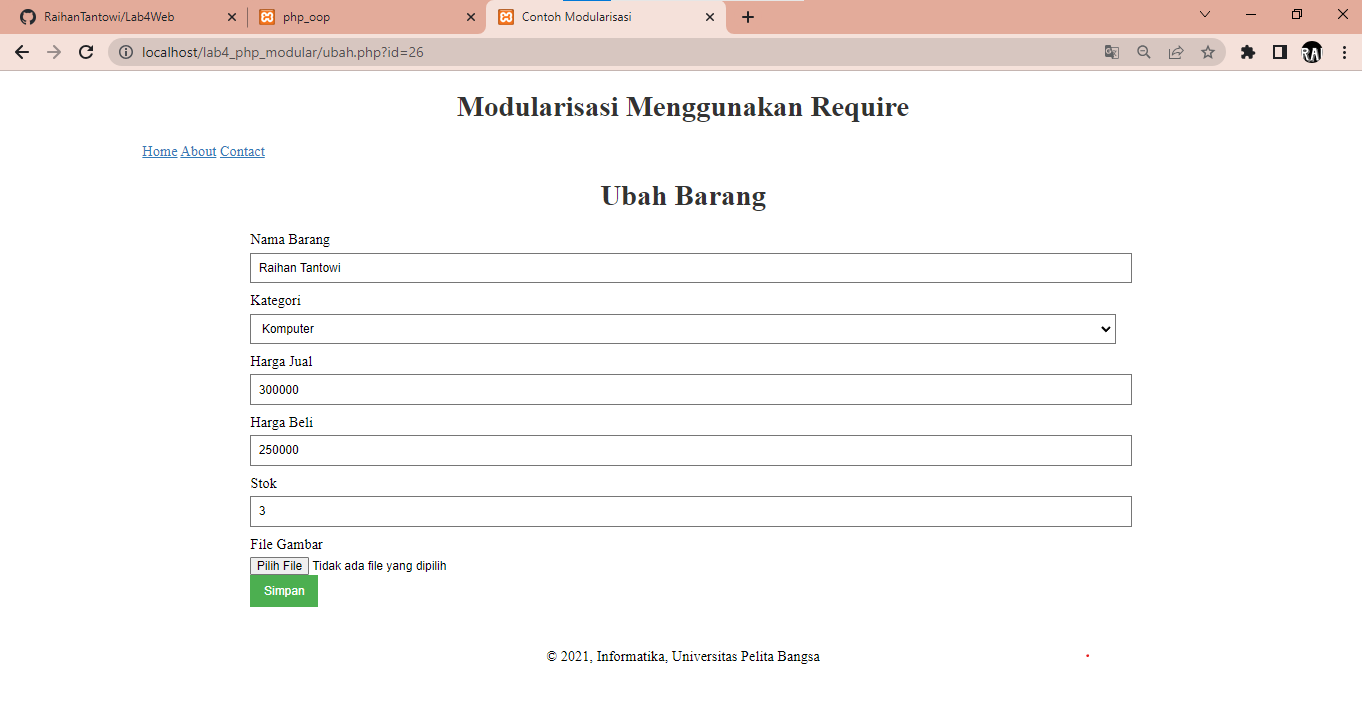 RaihanTantowi/Lab4Web
php_oop
Contoh Modularisasi
localhost/lab4_php_modular/ubah.php?id=26
RAI
Modularisasi Menggunakan Require
Home About Contact
Ubah Barang
Nama Barang
Raihan Tantowi
Kategori
Komputer
Harga Jual
300000
Harga Beli
250000
Stok
3
File Gambar
Pilih File Tidak ada file yang dipilih
Simpan
© 2021, Informatika, Universitas Pelita Bangsa